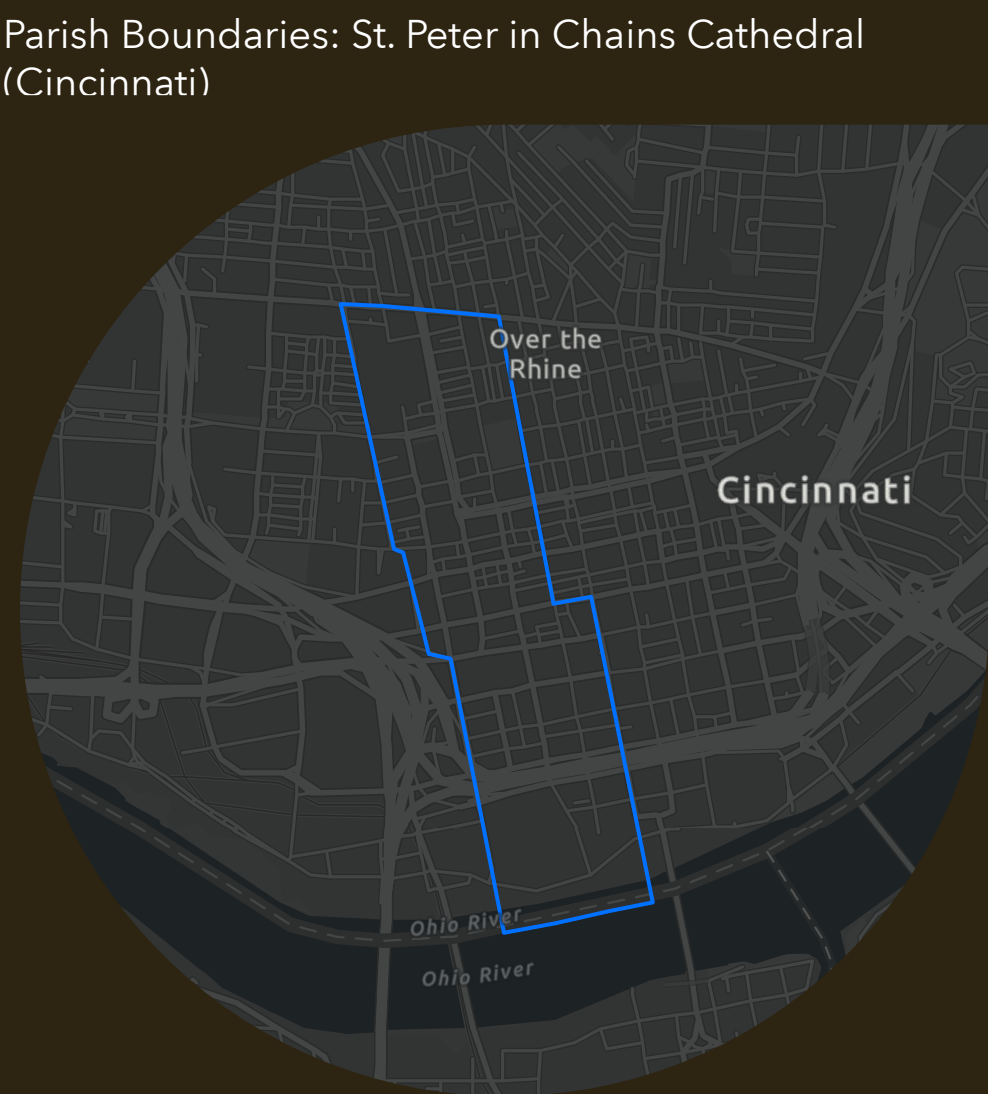 Parish Boundaries: St. Peter in Chains Cathedral
(Cincinnati)
Over the
Rhine
Cincinnati
Ohio River
Ohio River